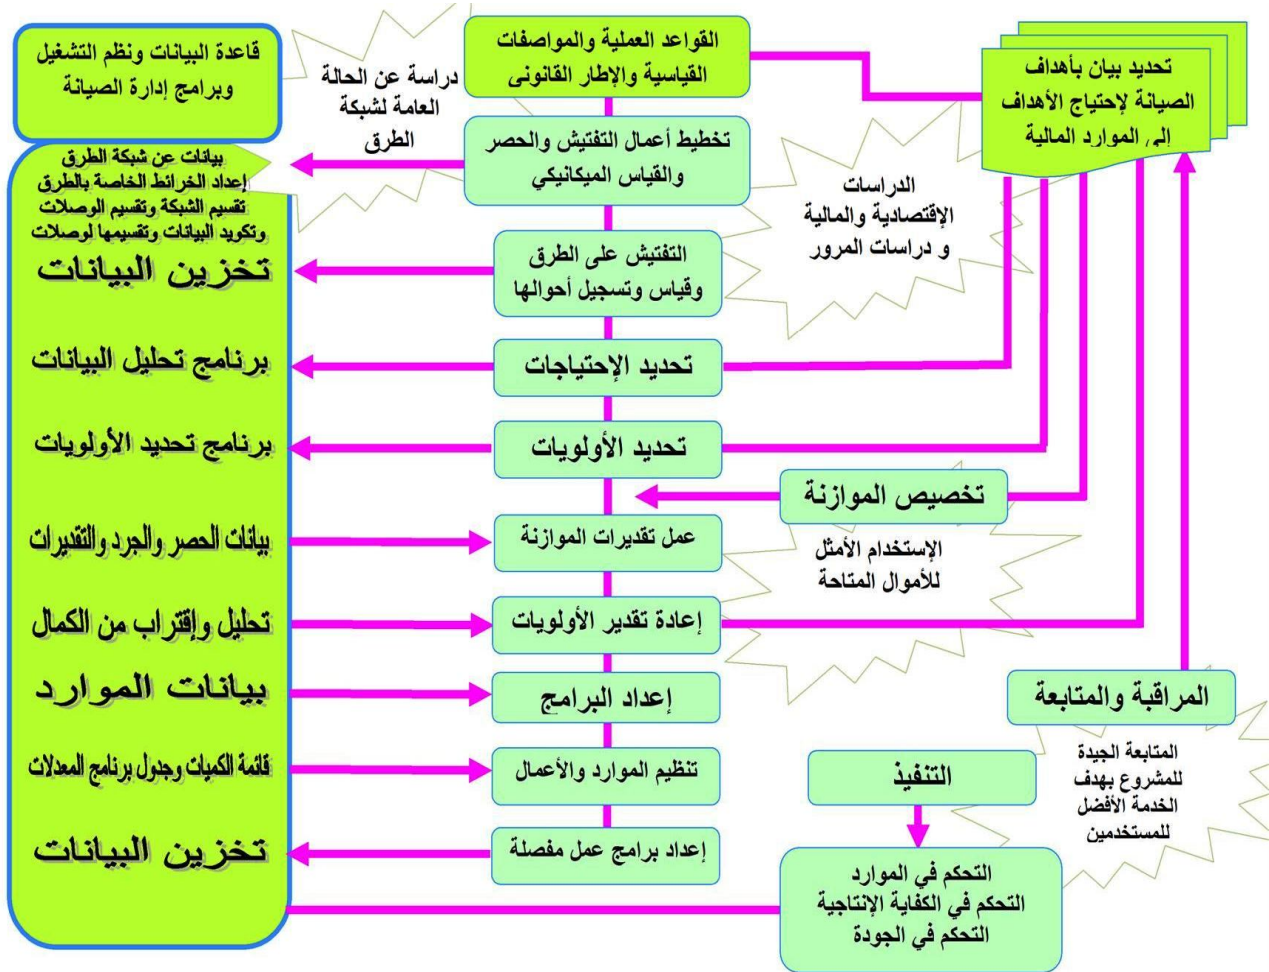 تحديد بيان بأهداف
الصيانة لإحتياج الأهداف
إلى الموارد المالية
القواعد العملية والمواصفات
القياسية والإطار القانونى
قاعدة البيانات ونظم التشغيل
وبرامج إدارة الصيانة
دراسة عن الحالة
العامة لشبكة
الطرق
تخطيط أعمال التفتيش والحصر
والقياس الميكانيكي
بيانات عن شبكة الطرق
إعداد الخرائط الخاصة بالطرق
تقسيم الشبكة وتقسيم الوصلات
وتكويد البيانات وتقسيمها لوصلات
الدراسات
الإقتصادية والمالية
و دراسات المرور
التفتيش على الطرق
وقياس وتسجيل أحوالها
تخزين البيانات
تحديد الإحتياجات
برنامج تحليل البيانات
تحديد الأولويات
برنامج تحديد الأولويات
تخصيص الموازنة
الإستخدام الأمثل
للأموال المتاحة
عمل تقديرات الموازنة
بيانات الحصر والجرد والتقديرات
إعادة تقدير الأولويات
تحليل وإقتراب من الكمال
إعداد البرامج
بيانات الموارد
تنظيم الموارد والأعمال
قائمة الكميات وجدول برنامج المعدلات
إعداد برامج عمل مفصلة
تخزين البيانات
المراقبة والمتابعة
المتابعة الجيدة
للمشروع بهدف
الخدمة الأفضل
للمستخدمين
التنفيذ
التحكم في الموارد
التحكم في الكفاية الإنتاجية
التحكم في الجودة